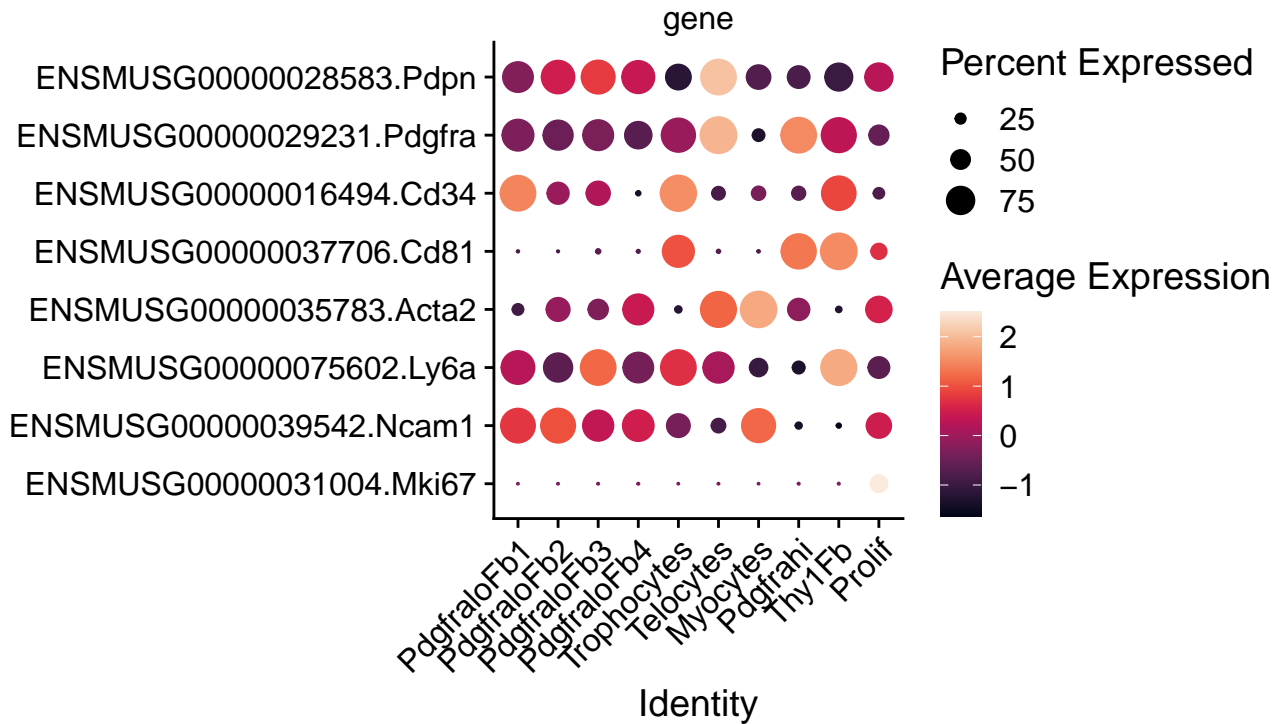 gene
ENSMUSG00000028583.Pdpn
ENSMUSG00000029231.Pdgfra
ENSMUSG00000016494.Cd34
ENSMUSG00000037706.Cd81
ENSMUSG00000035783.Acta2
ENSMUSG00000075602.Ly6a
ENSMUSG00000039542.Ncam1
ENSMUSG00000031004.Mki67
PdgfraloFb1
PdgfraloFb2
PdgfraloFb3
PdgfraloFb4
Trophocytes
Telocytes
Myocytes
Pdgfrahi
Thy1Fb
Prolif
Identity
Percent Expressed
25
50
75
Average Expression
2
1
0
−1